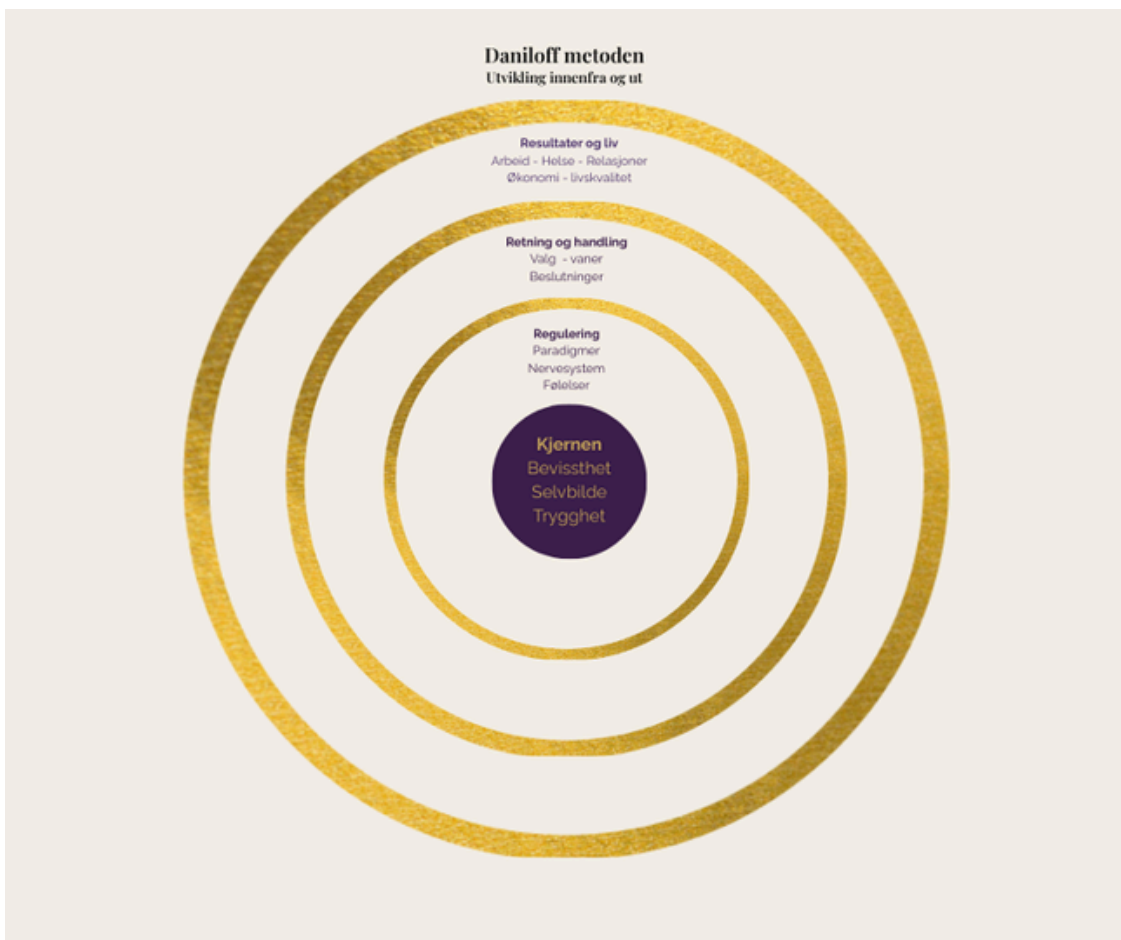 Daniloff metoden
Utvikling innenfra og ut
Resultater og liv
Arbeid - Helse - Relasjoner
Økonomi - livskvalitet
Retning og handling
Valg - vaner
Beslutninger
Regulering
Paradigmer
Nervesystem
Følelser
Kjernen
Bevissthet
Selvbilde
Trygghet